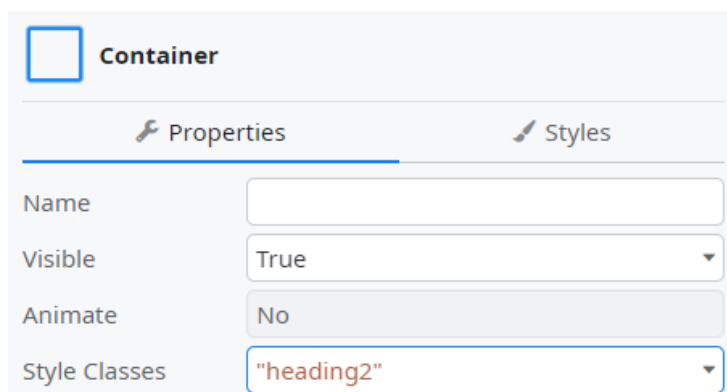 Container
Properties Styles
Name
Visible True
Animate No
Style Classes "heading2"